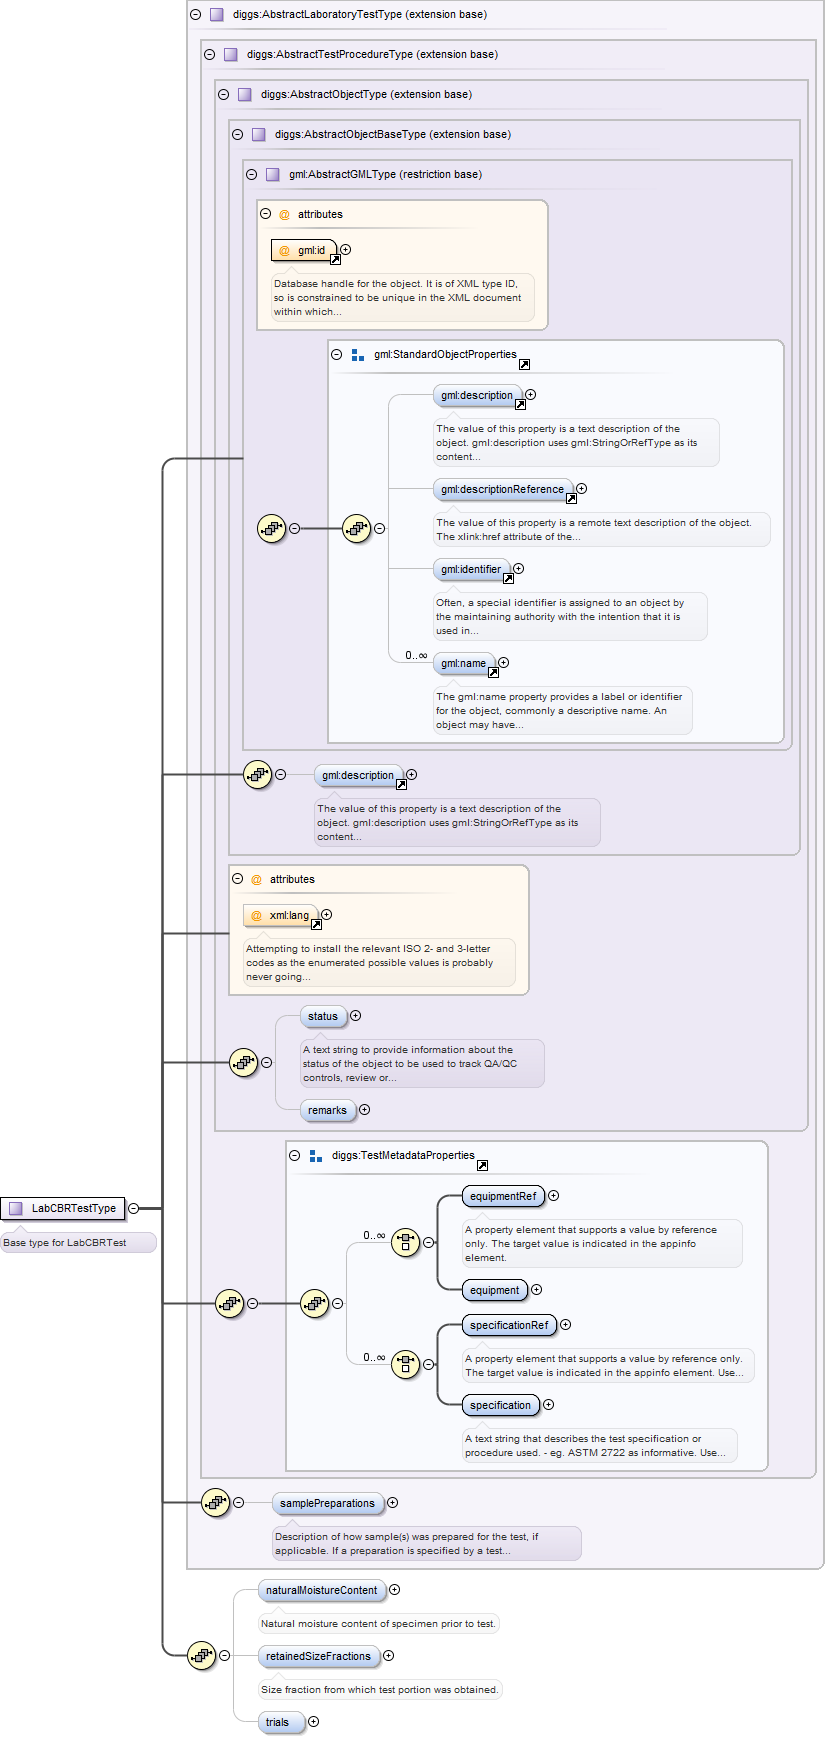 diggs:AbstractLaboratoryTestType (extension base)
diggs:AbstractTestProcedureType (extension base)
diggs:AbstractObjectType (extension base)
diggs:AbstractObjectBaseType (extension base)
gml:AbstractGMLType (restriction base)
@ attributes
@ gml:id
Database handle for the object. It is of XML type ID,
so is constrained to be unique in the XML document
within which...
gml:StandardObjectProperties
gml:description
The value of this property is a text description of the
object. gml:description uses gml:StringOrRefType as its
content...
gml:descriptionReference
The value of this property is a remote text description of the object.
The xlink:href attribute of the...
gml:identifier
Often, a special identifier is assigned to an object by
the maintaining authority with the intention that it is
used in...
0..∞
gml:name
The gml:name property provides a label or identifier
for the object, commonly a descriptive name. An
object may have...
gml:description
The value of this property is a text description of the
object. gml:description uses gml:StringOrRefType as its
content...
@ attributes
@ xml:lang
Attempting to install the relevant ISO 2- and 3-letter
codes as the enumerated possible values is probably
never going...
status
A text string to provide information about the
status of the object to be used to track QA/QC
controls, review or...
remarks
diggs:TestMetadataProperties
equipmentRef
A property element that supports a value by reference
only. The target value is indicated in the appinfo
element.
0..∞
equipment
specificationRef
A property element that supports a value by reference only.
The target value is indicated in the appinfo element. Use...
0..∞
specification
A text string that describes the test specification or
procedure used. - eg. ASTM 2722 as informative. Use...
LabCBRTestType
Base type for LabCBRTest
samplePreparations
Description of how sample(s) was prepared for the test, if
applicable. If a preparation is specified by a test...
naturalMoistureContent
Natural moisture content of specimen prior to test.
retainedSizeFractions
Size fraction from which test portion was obtained.
trials